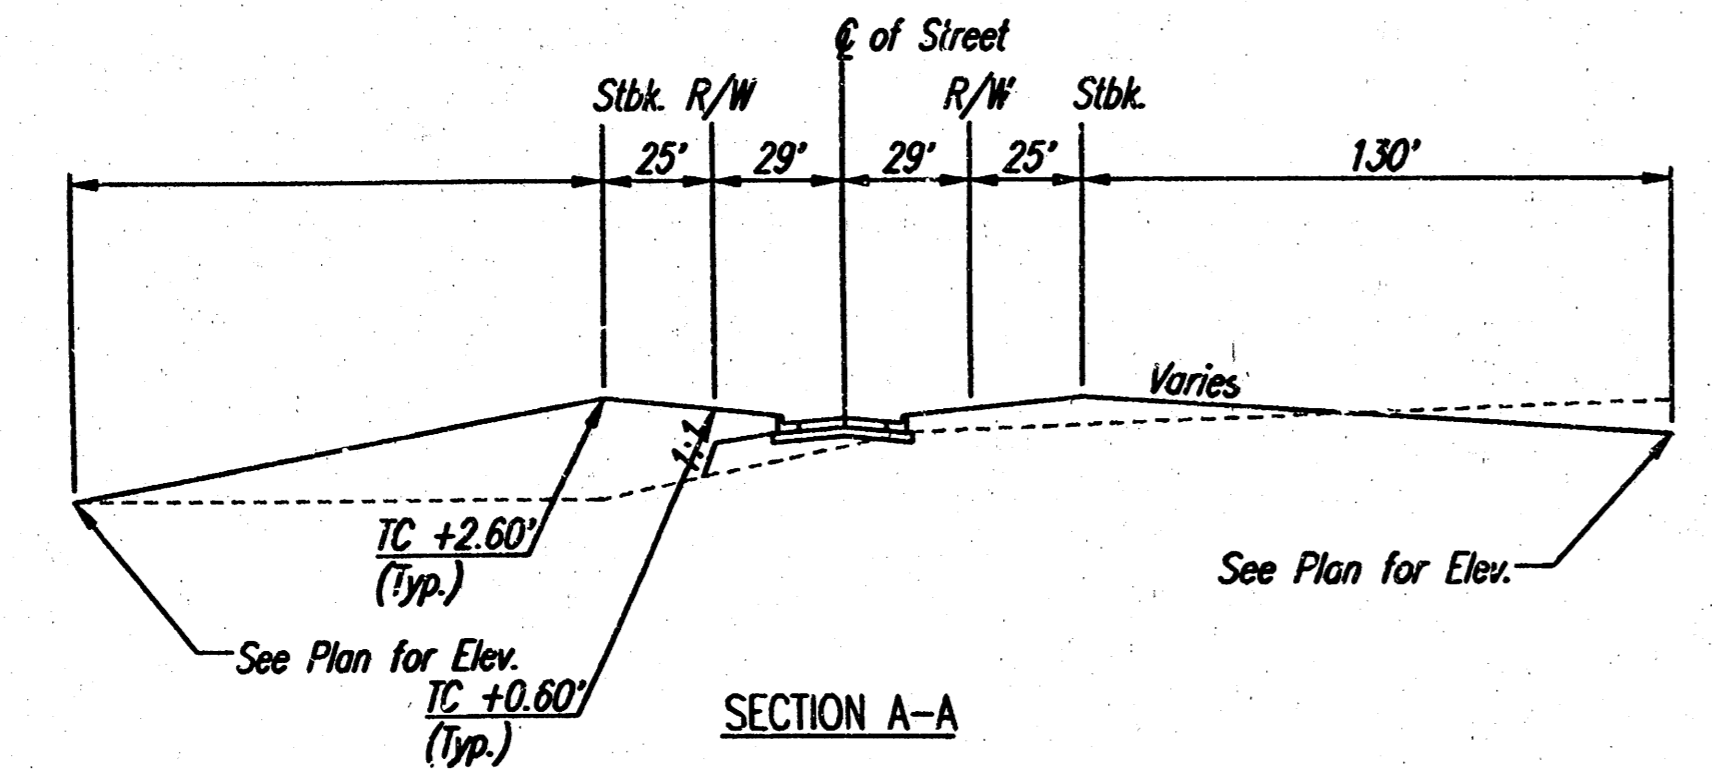 ℄ of Street
Stbk. R/W R/W Stbk.
25' 29' 29' 25' 130'
Varies
1:1
TC +2.60'
(Typ.)
See Plan for Elev.
See Plan for Elev.
TC +0.60'
(Typ.)
SECTION A-A